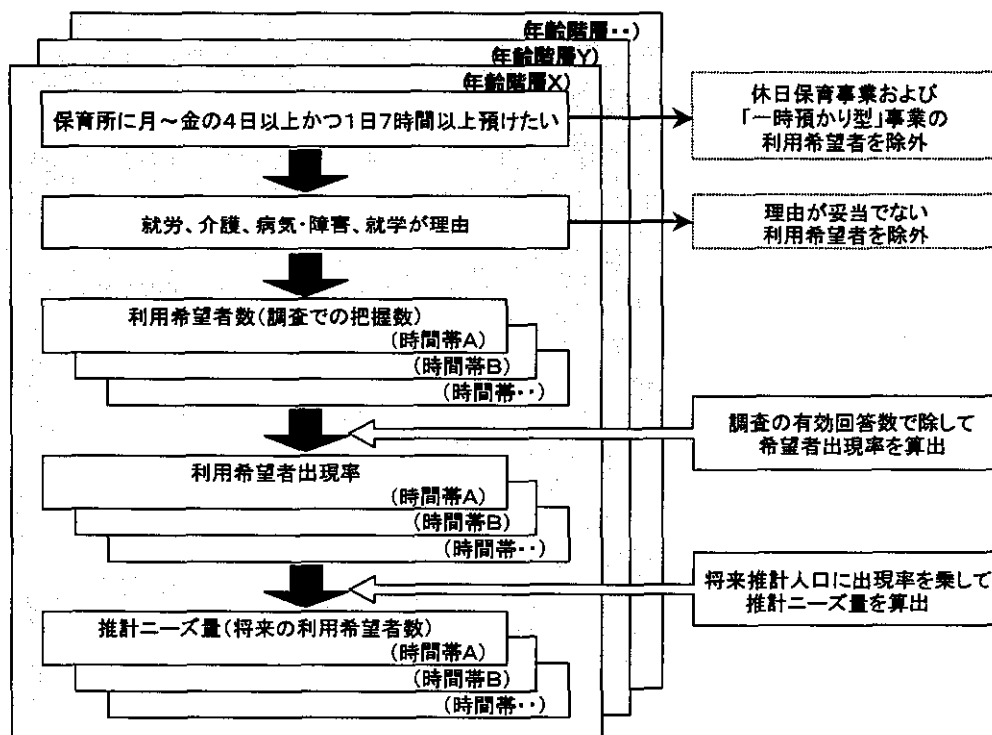 (年齢階層‥)
(年齢階層Y)
(年齢階層X)
保育所に月～金の4日以上かつ1日7時間以上預けたい
休日保育事業および
「一時預かり型」事業の
利用希望者を除外
就労、介護、病気・障害、就学が理由
理由が妥当でない
利用希望者を除外
利用希望者数(調査での把握数)
(時間帯A)
(時間帯B)
(時間帯‥)
調査の有効回答数で除して
希望者出現率を算出
利用希望者出現率
(時間帯A)
(時間帯B)
(時間帯‥)
将来推計人口に出現率を乗して
推計ニーズ量を算出
推計ニーズ量(将来の利用希望者数)
(時間帯A)
(時間帯B)
(時間帯‥)